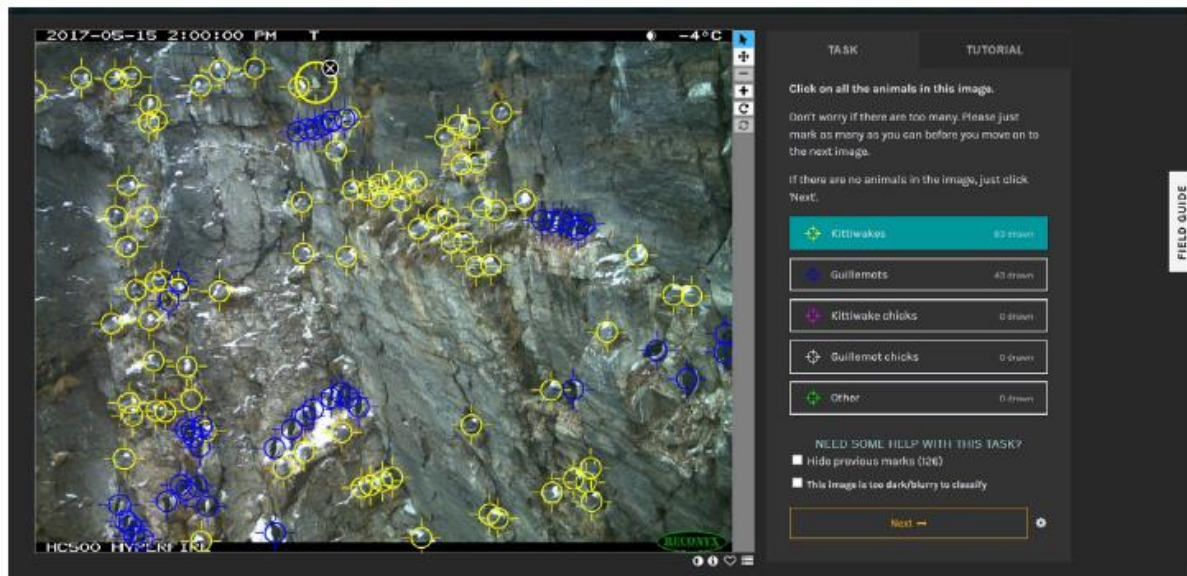 2017-05-15 2:00:00 PM T -4°C
TASK
TUTORIAL
Click on all the animals in this image.
Don't worry if there are too many. Please just
mark as many as you can before you move on to
the next image.
If there are no animals in the image, just click
'Next'.
Kittiwakes
drawn
Guillemots
drawn
Kittiwake chicks
0 drawn
Guillemot chicks
0 drawn
Other
0 drawn
NEED SOME HELP WITH THIS TASK?
Hide previous marks (126)
This image is too dark/blurry to classify
Next
FIELD GUIDE
HC500 HYPERFIRE
RECONYX